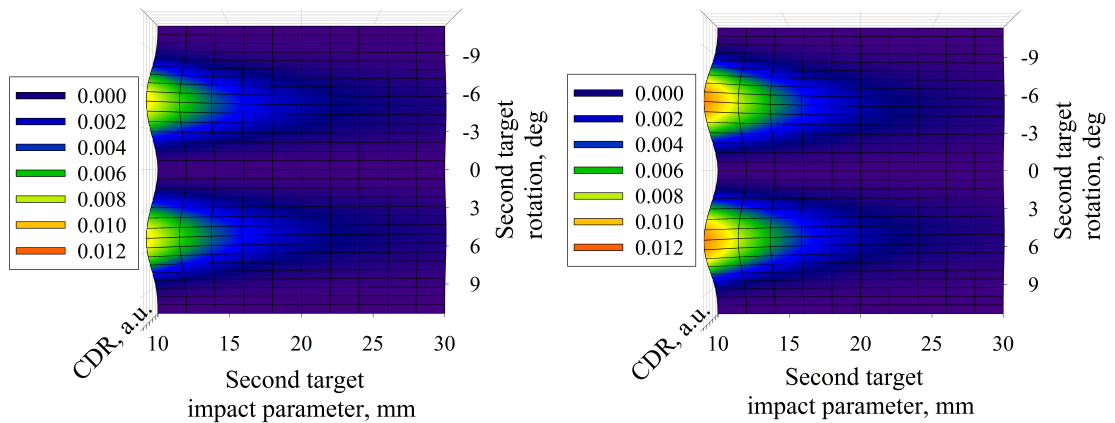 0.000
0.002
0.004
0.006
0.008
0.010
0.012
-9
-6
-3
0
3
6
9
Second target
rotation, deg
CDR, a.u.
10 15 20 25 30
Second target
impact parameter, mm
0.000
0.002
0.004
0.006
0.008
0.010
0.012
-9
-6
-3
0
3
6
9
Second target
rotation, deg
CDR, a.u.
10 15 20 25 30
Second target
impact parameter, mm